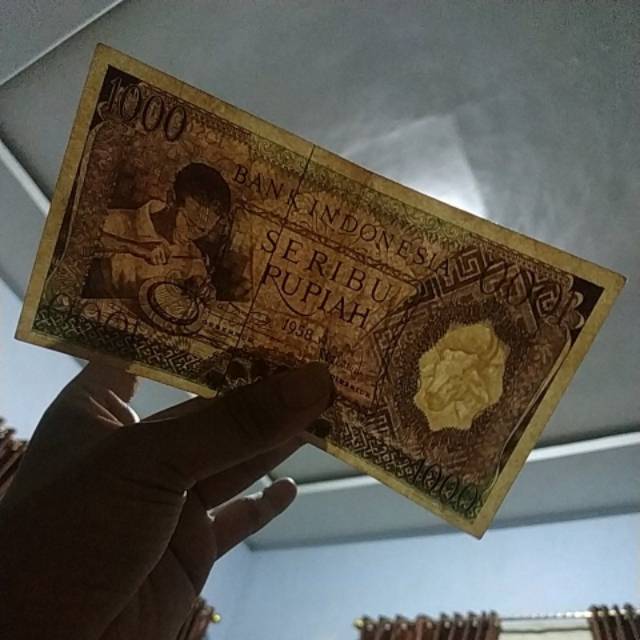 1000
BANK INDONESIA
SERIBU
RUPIAH
1958
1000